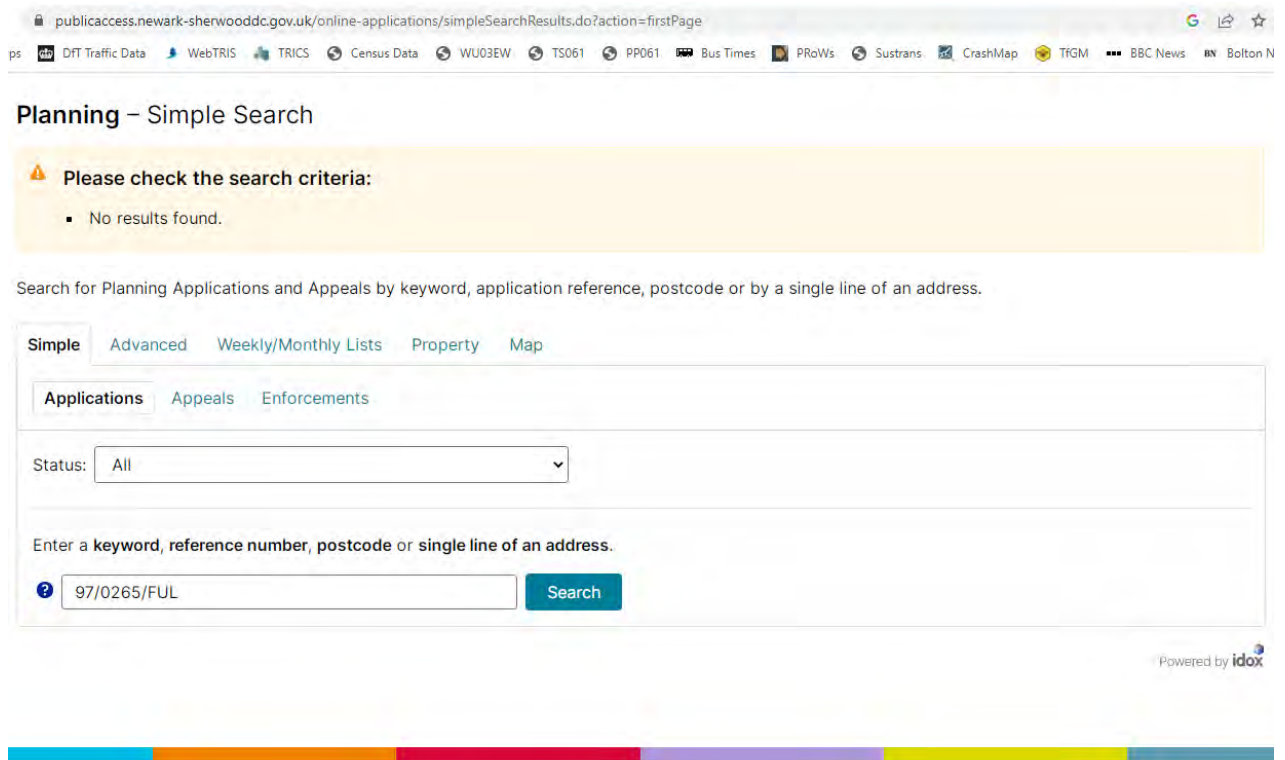 publicaccess.newark-sherwooddc.gov.uk/online-applications/simpleSearchResults.do?action=firstPage
ps DfT Traffic Data WebTRIS TRICS Census Data WU03EW TS061 PP061 Bus Times PRoWs Sustrans CrashMap TfGM BBC News BN Bolton N
Planning – Simple Search
Please check the search criteria:
▪ No results found.
Search for Planning Applications and Appeals by keyword, application reference, postcode or by a single line of an address.
Simple Advanced Weekly/Monthly Lists Property Map
Applications Appeals Enforcements
Status: All
Enter a keyword, reference number, postcode or single line of an address.
97/0265/FUL Search
Powered by idox